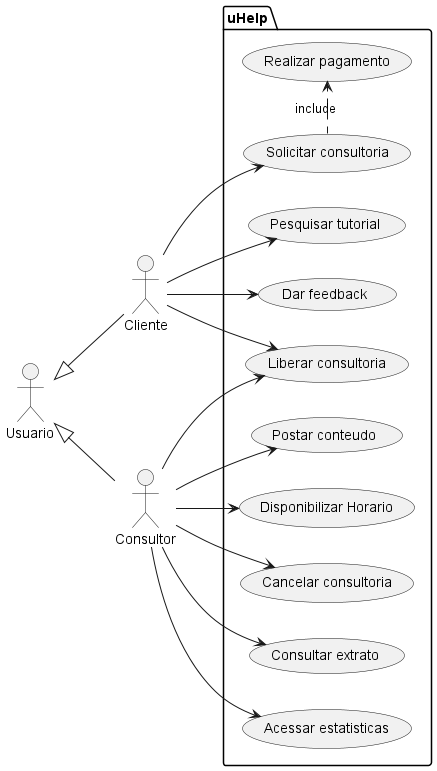 uHelp
Realizar pagamento
include
Solicitar consultoria
Pesquisar tutorial
Dar feedback
Cliente
Liberar consultoria
Usuario
Postar conteudo
Disponibilizar Horario
Consultor
Cancelar consultoria
Consultar extrato
Acessar estatisticas